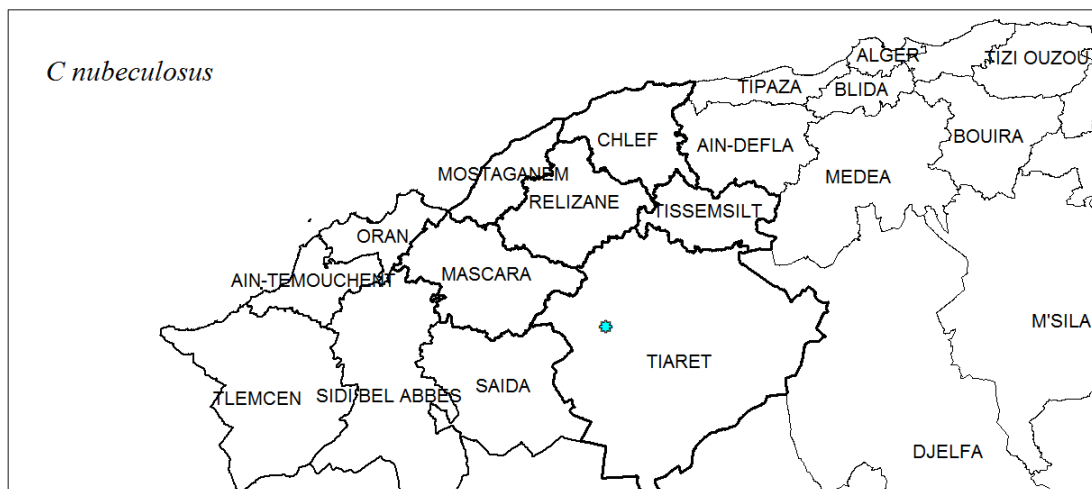 C nubeculosus
ALGER
TIZI OUZOU
TIPAZA
BLIDA
CHLEF
AIN-DEFLA
BOUIRA
MOSTAGANEM
MEDEA
RELIZANE
TISSEMSILT
ORAN
AIN-TEMOUCHENT
MASCARA
M'SILA
TIARET
TLEMCEN
SIDI BEL ABBES
SAIDA
DJELFA